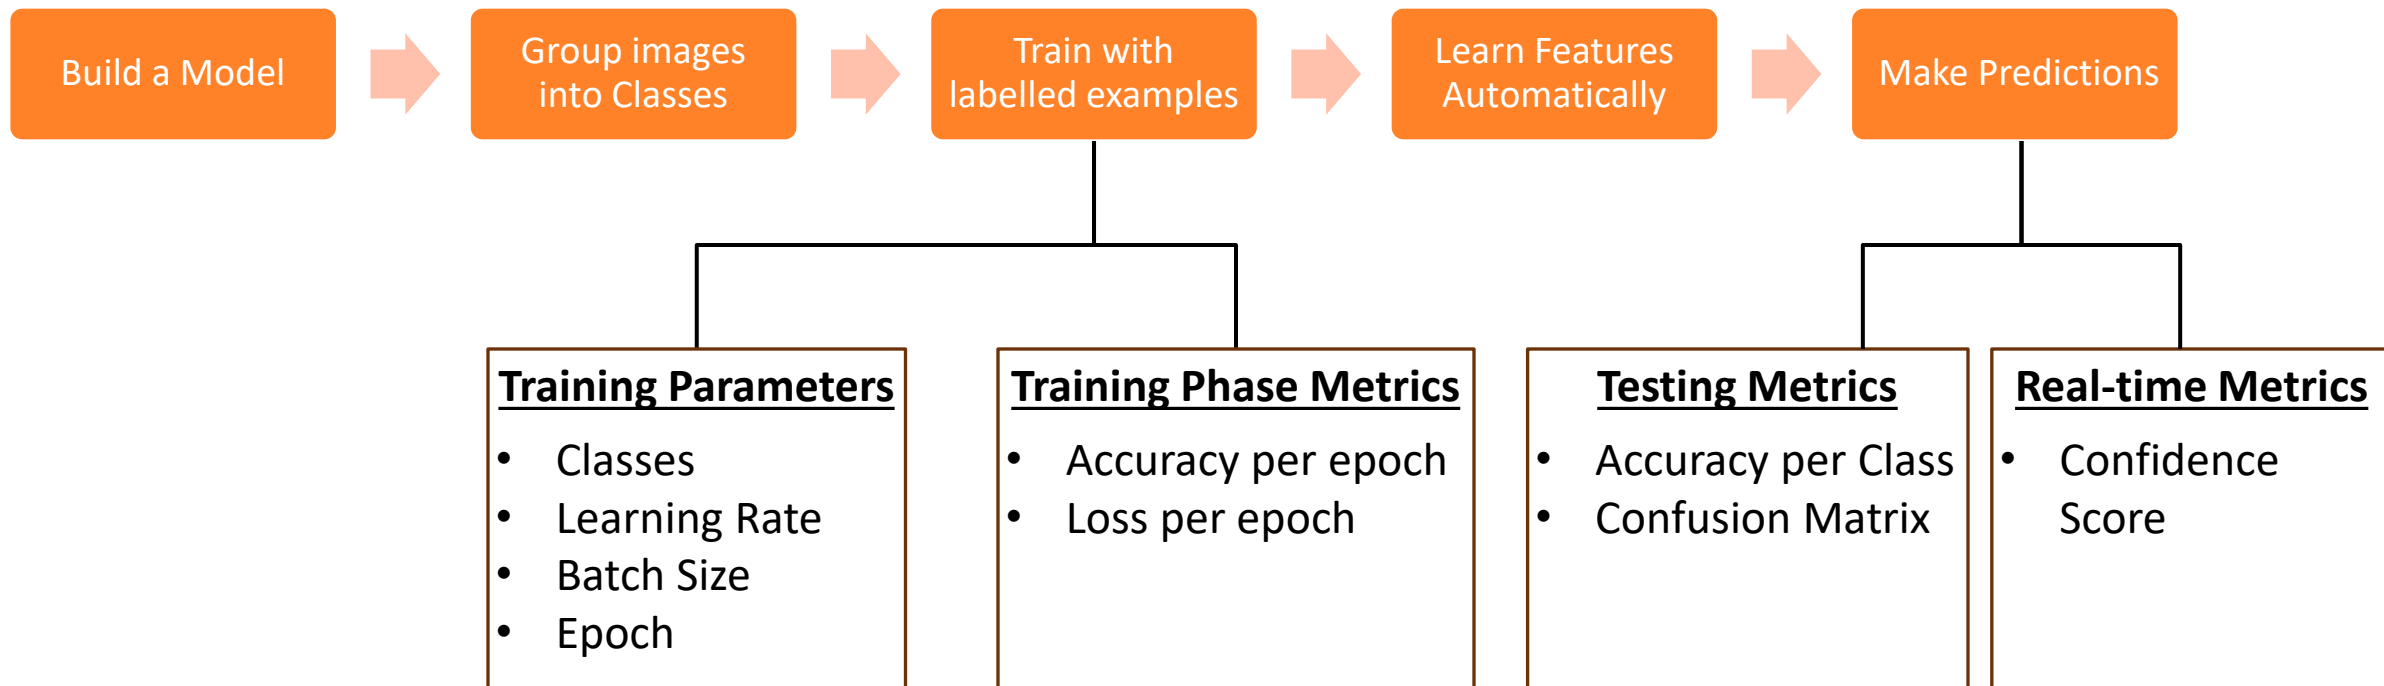 Build a Model
Group images
into Classes
Train with
labelled examples
Learn Features
Automatically
Make Predictions
Training Parameters
• Classes
• Learning Rate
• Batch Size
• Epoch
Training Phase Metrics
• Accuracy per epoch
• Loss per epoch
Testing Metrics
• Accuracy per Class
• Confusion Matrix
Real-time Metrics
• Confidence
Score